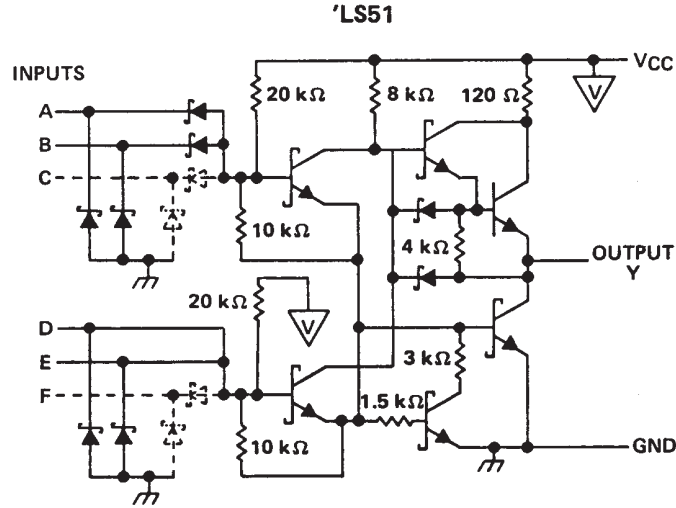 'LS51
INPUTS
VCC
20 kΩ
8 kΩ
120 Ω
V
A
B
C
10 kΩ
4 kΩ
OUTPUT
Y
20 kΩ
V
D
E
F
3 kΩ
1.5 kΩ
10 kΩ
GND